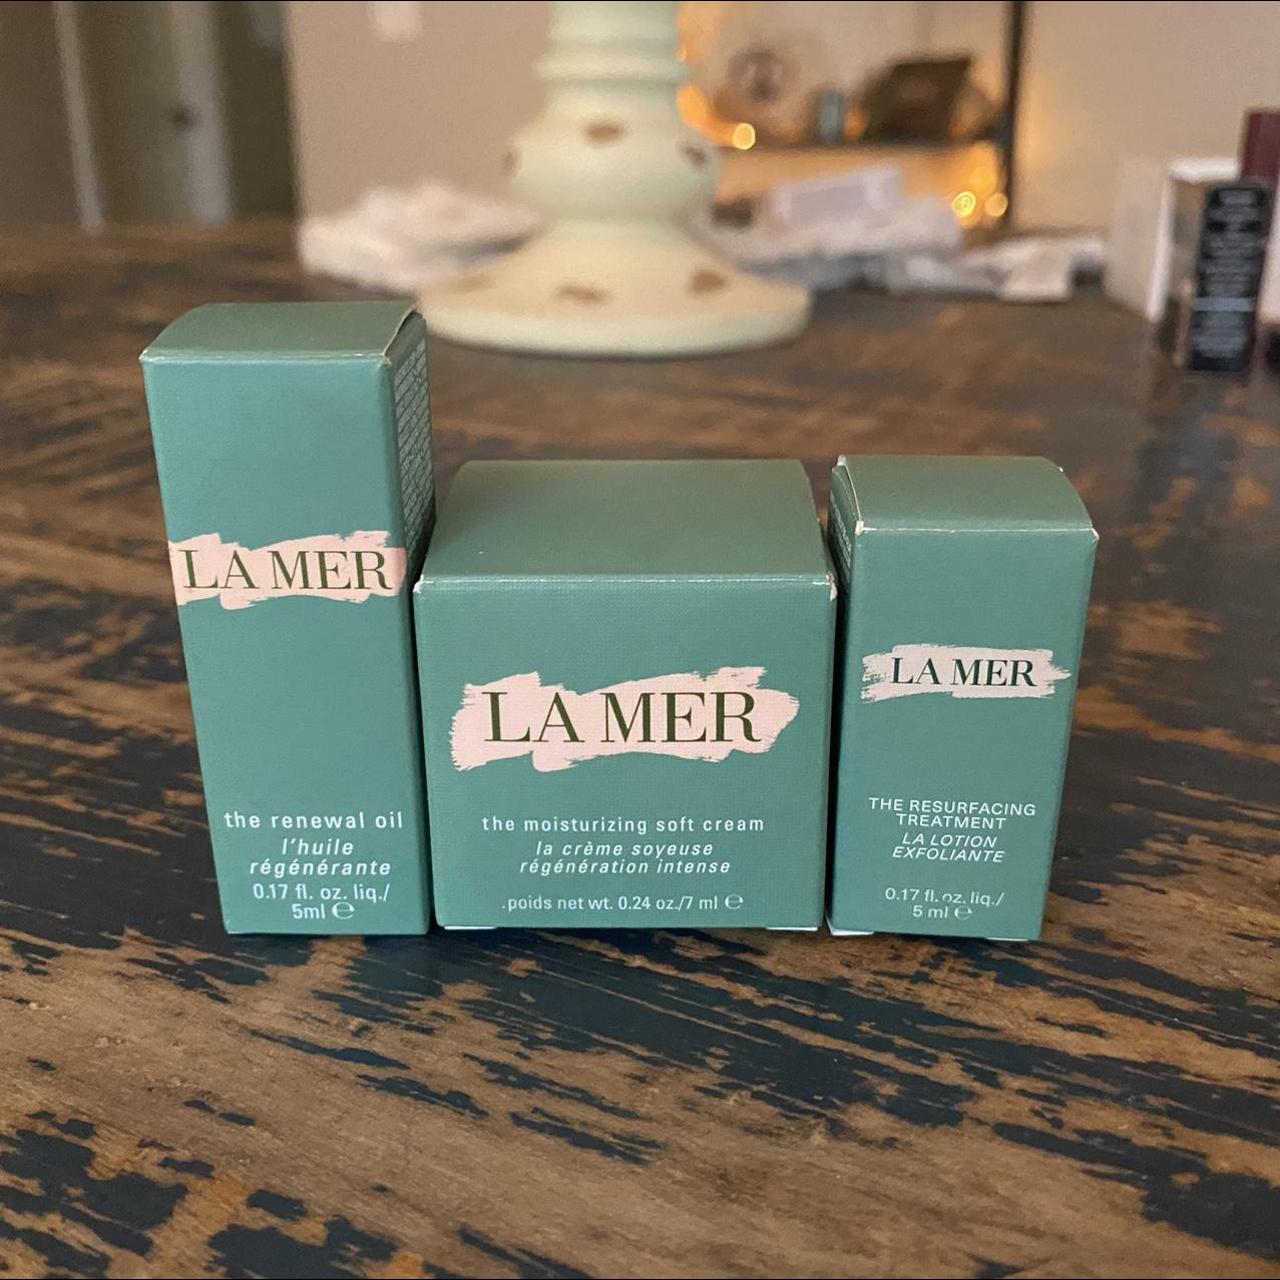 LA MER
the renewal oil
l'huile
régénérante
0.17 fl. oz. liq./
5ml ℮
LA MER
the moisturizing soft cream
la crème soyeuse
régénération intense
.poids net wt. 0.24 oz./7 ml ℮
LA MER
THE RESURFACING
TREATMENT
LA LOTION
EXFOLIANTE
0.17 fl. oz. liq./
5 ml ℮